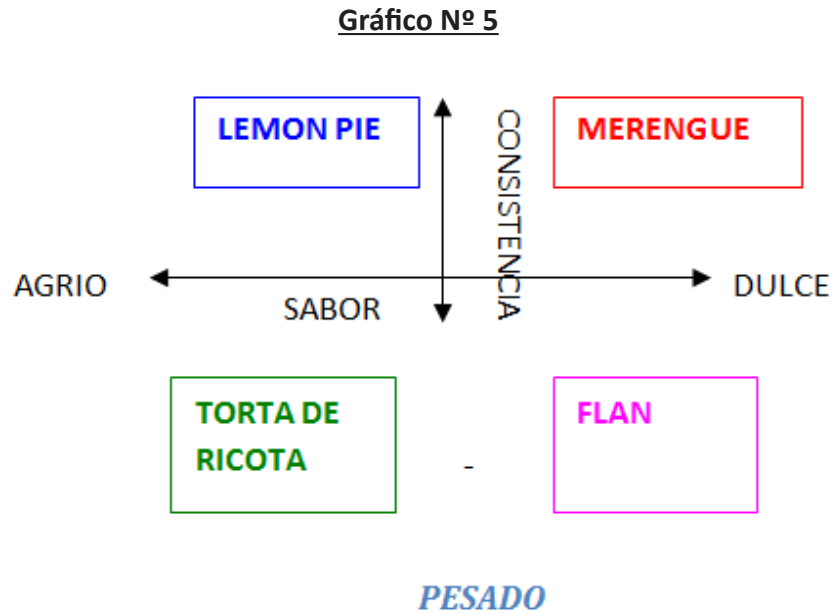 Gráfico Nº 5
LEMON PIE
CONSISTENCIA
MERENGUE
AGRIO
SABOR
DULCE
TORTA DE
RICOTA
-
FLAN
PESADO